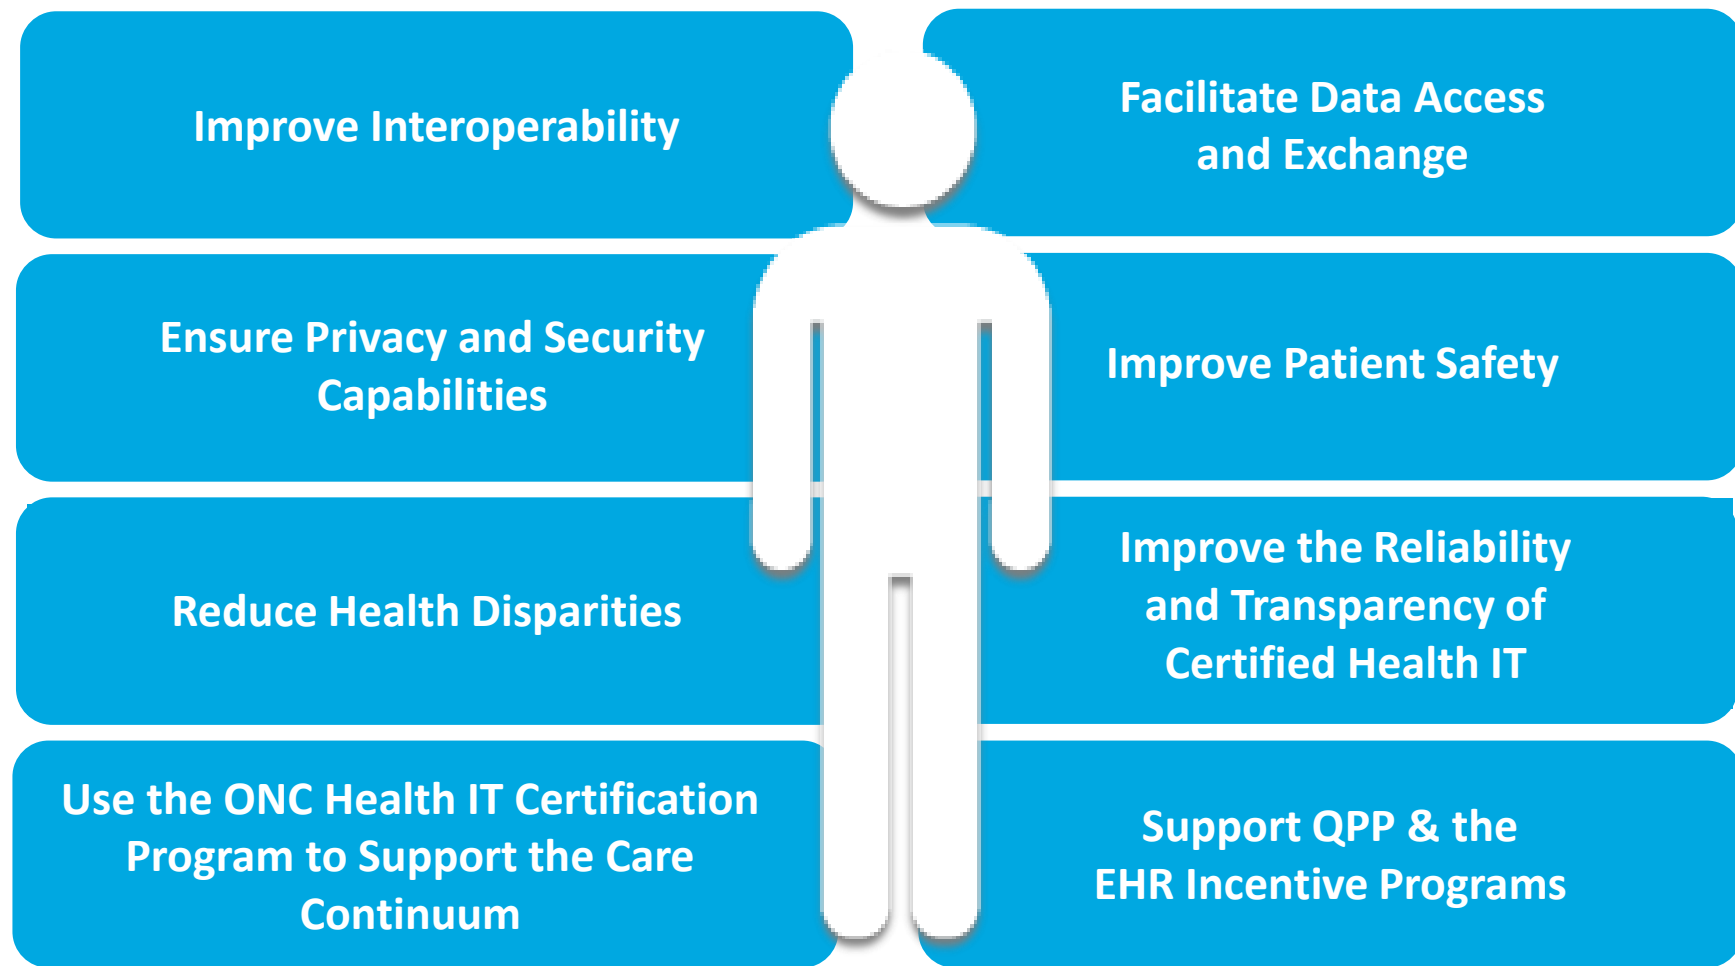 Improve Interoperability
Facilitate Data Access
and Exchange
Ensure Privacy and Security
Capabilities
Improve Patient Safety
Reduce Health Disparities
Improve the Reliability
and Transparency of
Certified Health IT
Use the ONC Health IT Certification
Program to Support the Care
Continuum
Support QPP & the
EHR Incentive Programs